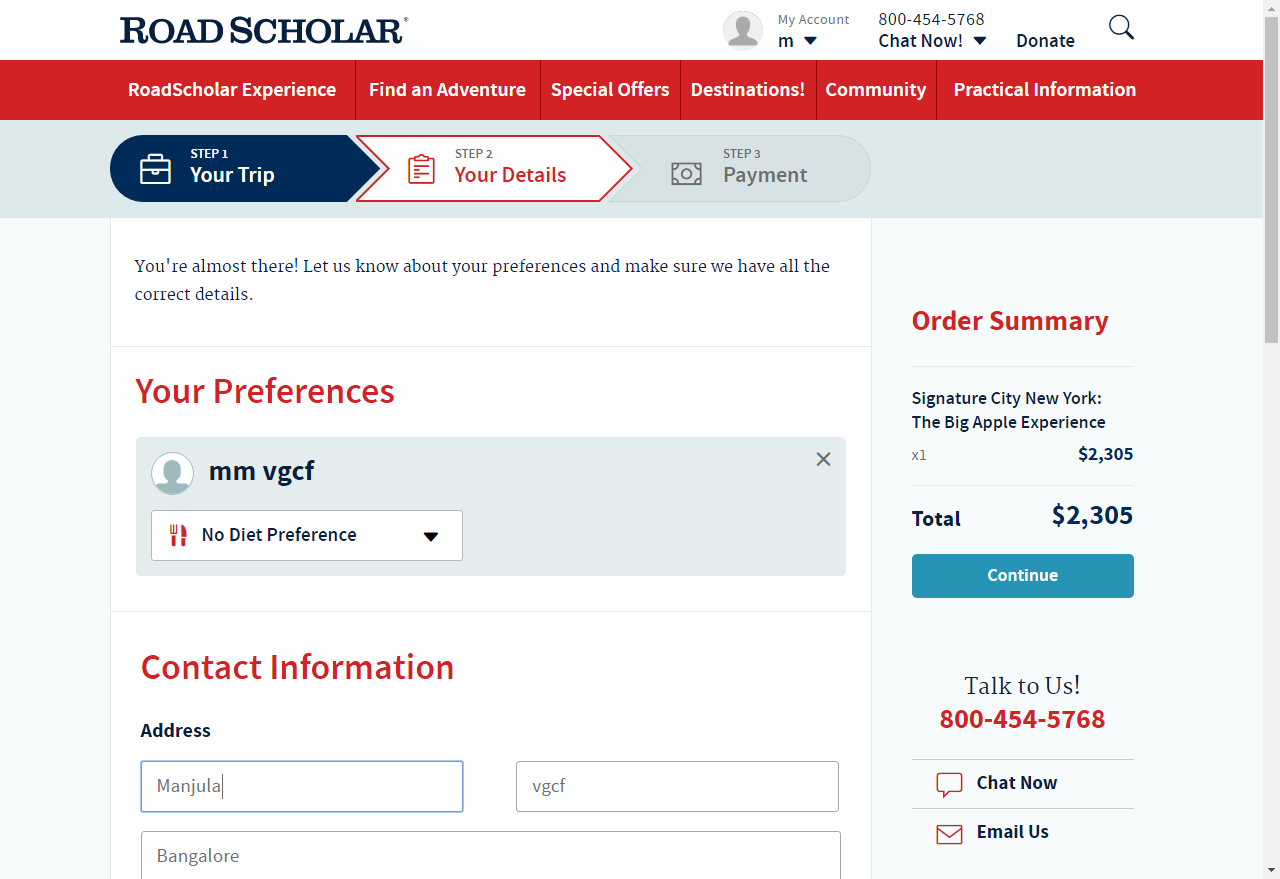 ROAD SCHOLAR®
My Account
m
800-454-5768
Chat Now!
Donate
RoadScholar Experience
Find an Adventure
Special Offers
Destinations!
Community
Practical Information
STEP 1
Your Trip
STEP 2
Your Details
STEP 3
Payment
You're almost there! Let us know about your preferences and make sure we have all the
correct details.
Your Preferences
mm vgcf
No Diet Preference
Contact Information
Address
Manjula
vgcf
Bangalore
Order Summary
Signature City New York:
The Big Apple Experience
x1 $2,305
Total $2,305
Continue
Talk to Us!
800-454-5768
Chat Now
Email Us